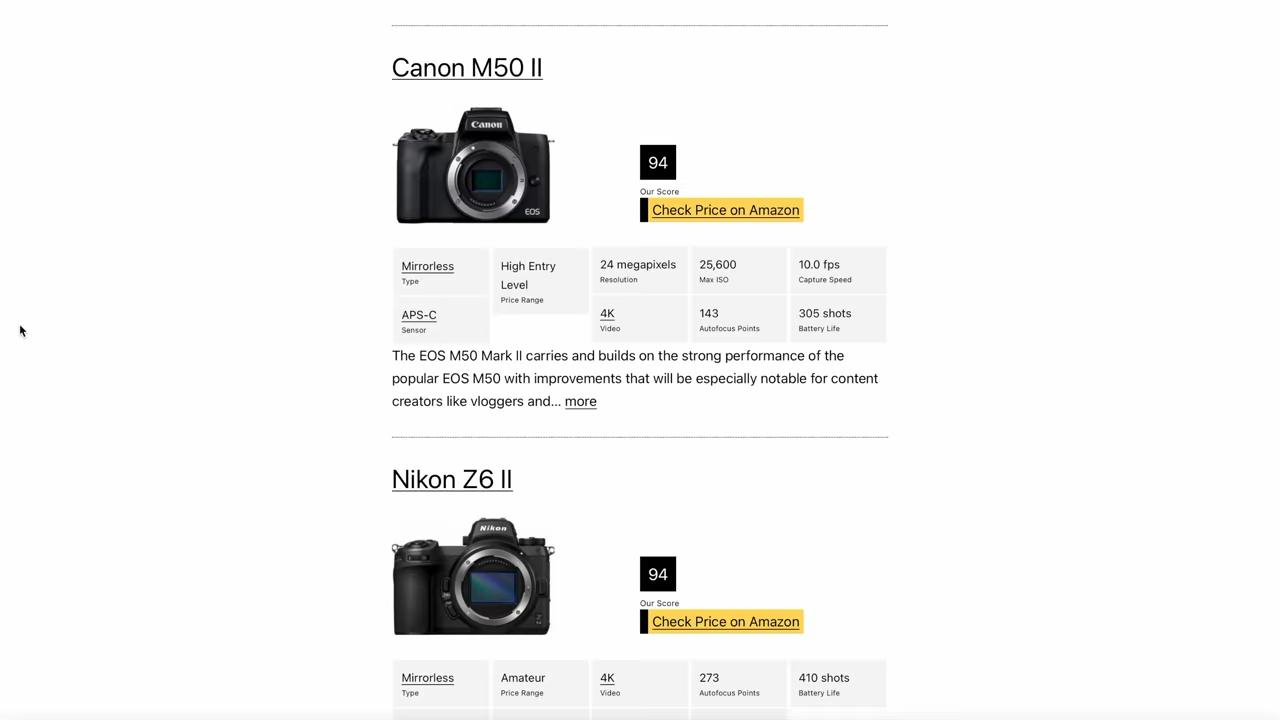 Canon M50 II
Canon
EOS
94
Our Score
Check Price on Amazon
Mirrorless
Type
High Entry
Level
Price Range
24 megapixels
Resolution
25,600
Max ISO
10.0 fps
Capture Speed
APS-C
Sensor
4K
Video
143
Autofocus Points
305 shots
Battery Life
The EOS M50 Mark II carries and builds on the strong performance of the
popular EOS M50 with improvements that will be especially notable for content
creators like vloggers and... more
Nikon Z6 II
Nikon
94
Our Score
Check Price on Amazon
Mirrorless
Type
Amateur
Price Range
4K
Video
273
Autofocus Points
410 shots
Battery Life